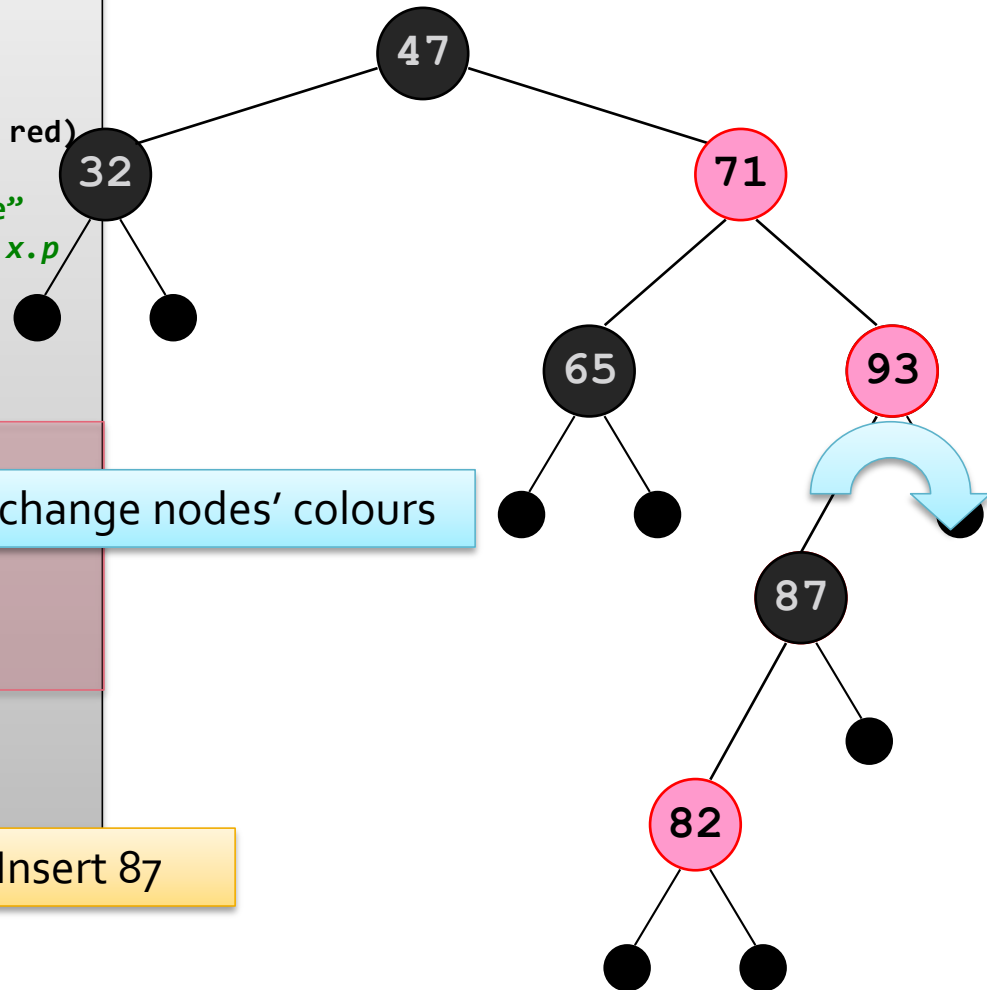 47
red)
32
71
e”
x.p
65
93
change nodes’ colours
87
82
Insert 87